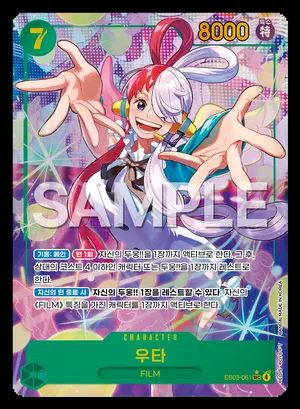 7
8000
특수
特
SAMPLE
기동: 메인 턴 1회 자신의 두웅!!을 1장까지 액티브로 한다. 그 후,
상대의 코스트 4 이하인 캐릭터 또는 두웅!!을 1장까지 레스트로
한다.
자신의 턴 종료 시 자신의 두웅!! 1장을 레스트할 수 있다. 자신의
《FILM》 특징을 가진 캐릭터를 1장까지 액티브로 한다.
CHARACTER
우타
FILM
EB03-061
4